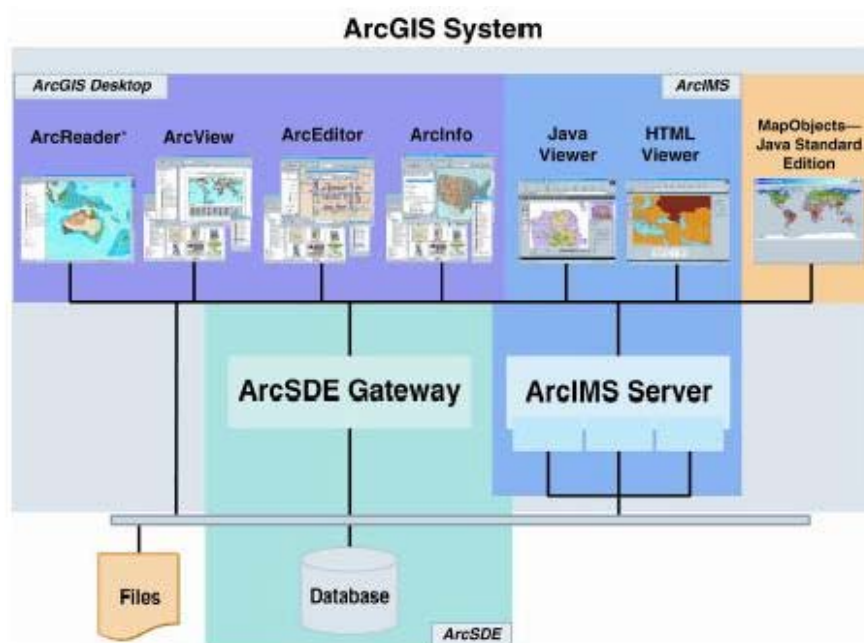 ArcGIS System
ArcGIS Desktop
ArcIMS
ArcReader*
ArcView
ArcEditor
ArcInfo
Java
Viewer
HTML
Viewer
MapObjects—
Java Standard
Edition
ArcSDE Gateway
ArcIMS Server
Files
Database
ArcSDE